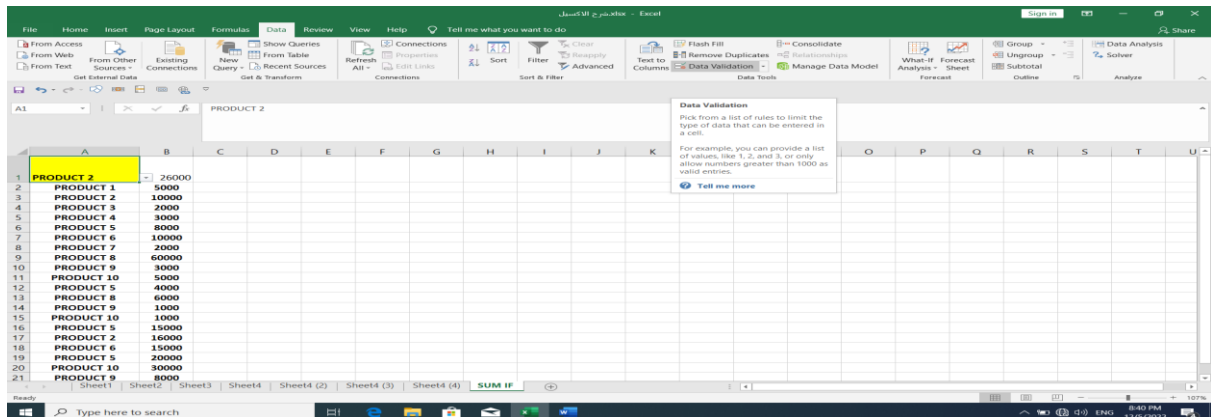 شرح الاكسيل.xlsx - Excel
Sign in
File Home Insert Page Layout Formulas Data Review View Help Tell me what you want to do
Share
From Access
From Web
From Text
From Other Sources
Existing Connections
Get External Data
New Query
Show Queries
From Table
Recent Sources
Get & Transform
Refresh All
Connections
Properties
Edit Links
Connections
Sort
Filter
Clear
Reapply
Advanced
Sort & Filter
Text to Columns
Flash Fill
Remove Duplicates
Data Validation
Consolidate
Relationships
Manage Data Model
Data Tools
What-If Analysis
Forecast Sheet
Forecast
Group
Ungroup
Subtotal
Outline
Data Analysis
Solver
Analyze
A1
fx
PRODUCT 2
Data Validation
Pick from a list of rules to limit the
type of data that can be entered in
a cell.
For example, you can provide a list
of values, like 1, 2, and 3, or only
allow numbers greater than 1000 as
valid entries.
Tell me more
A B C D E F G H I J K O P Q R S T U
1 PRODUCT 2 26000
2 PRODUCT 1 5000
3 PRODUCT 2 10000
4 PRODUCT 3 2000
5 PRODUCT 4 3000
6 PRODUCT 5 8000
7 PRODUCT 6 10000
8 PRODUCT 7 2000
9 PRODUCT 8 60000
10 PRODUCT 9 3000
11 PRODUCT 10 5000
12 PRODUCT 5 4000
13 PRODUCT 8 6000
14 PRODUCT 9 1000
15 PRODUCT 10 1000
16 PRODUCT 5 15000
17 PRODUCT 2 16000
18 PRODUCT 6 15000
19 PRODUCT 5 20000
20 PRODUCT 10 30000
21 PRODUCT 9 8000
Sheet1 Sheet2 Sheet3 Sheet4 Sheet4 (2) Sheet4 (3) Sheet4 (4) SUM IF
Ready
107%
Type here to search
ENG
8:40 PM